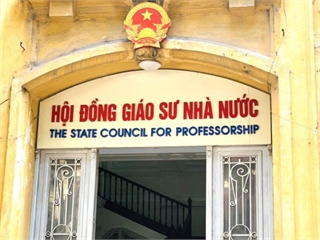 HỘI ĐỒNG GIÁO SƯ NHÀ NƯỚC
THE STATE COUNCIL FOR PROFESSORSHIP